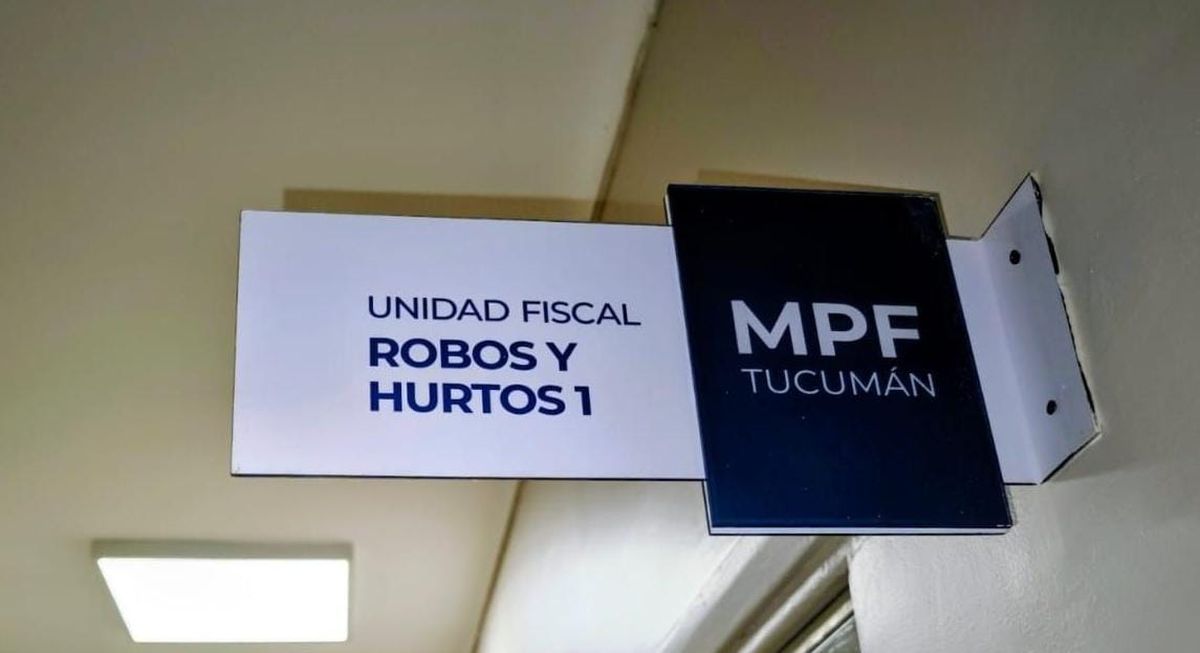 UNIDAD FISCAL
ROBOS Y
HURTOS 1
MPF
TUCUMÁN